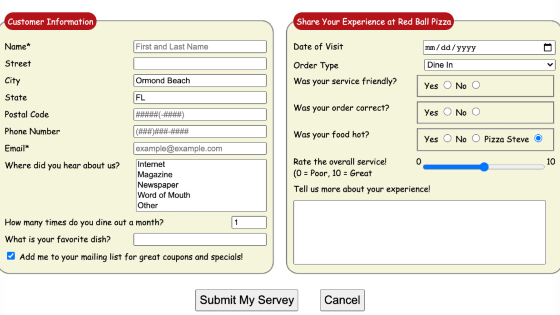 Customer Information
Name*
First and Last Name
Street
City
Ormond Beach
State
FL
Postal Code
#####(-####)
Phone Number
(###)###-####
Email*
example@example.com
Where did you hear about us?
Internet
Magazine
Newspaper
Word of Mouth
Other
How many times do you dine out a month?
1
What is your favorite dish?
Add me to your mailing list for great coupons and specials!
Share Your Experience at Red Ball Pizza
Date of Visit
mm/dd/yyyy
Order Type
Dine In
Was your service friendly?
Yes No
Was your order correct?
Yes No
Was your food hot?
Yes No Pizza Steve
Rate the overall service!
(0 = Poor, 10 = Great
0 10
Tell us more about your experience!
Submit My Servey
Cancel